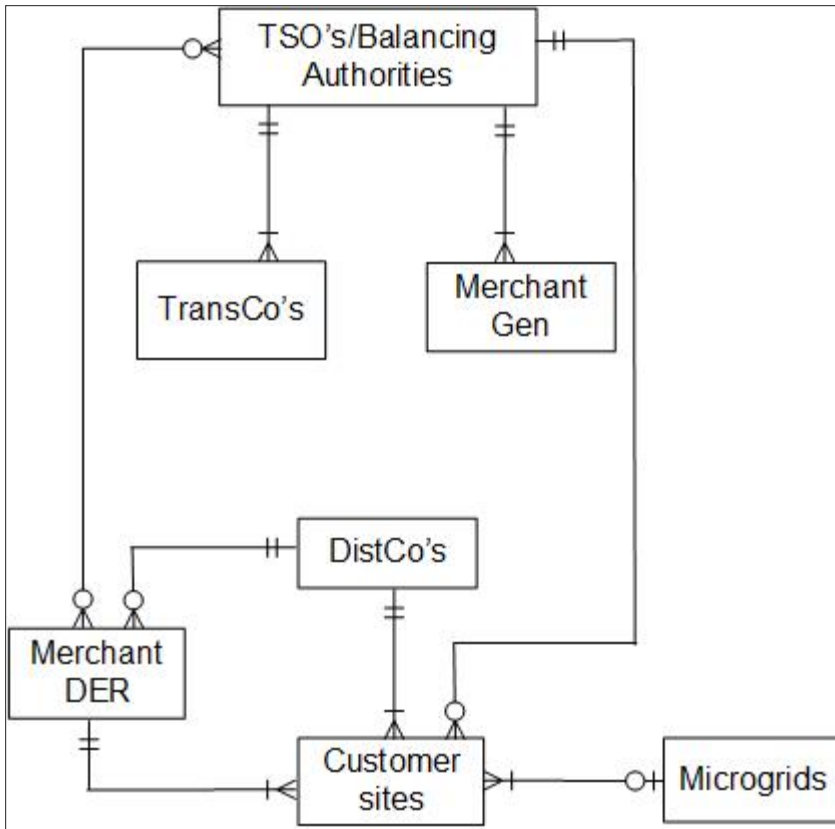 TSO’s/Balancing
Authorities
TransCo’s
Merchant
Gen
DistCo’s
Merchant
DER
Customer
sites
Microgrids